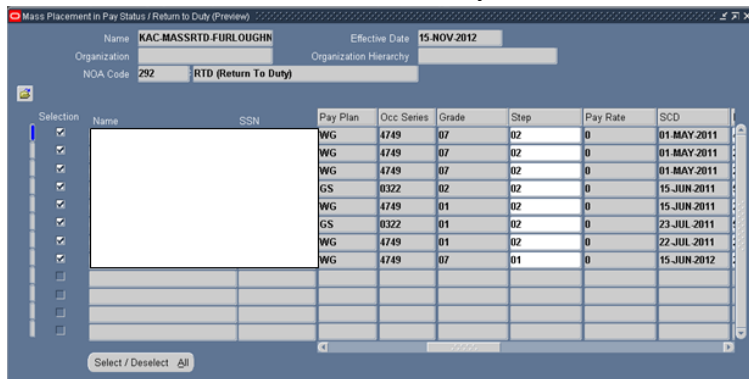 Mass Placement in Pay Status / Return to Duty (Preview)
Name KAC-MASSRTD-FURLOUGHN Effective Date 15-NOV-2012
Organization Organization Hierarchy
NOA Code 292 RTD (Return To Duty)
Selection Name SSN Pay Plan Occ Series Grade Step Pay Rate SCD
WG 4749 07 02 0 01-MAY-2011
WG 4749 07 02 0 01-MAY-2011
WG 4749 07 02 0 01-MAY-2011
GS 0322 02 02 0 15-JUN-2011
WG 4749 01 02 0 15-JUN-2011
GS 0322 01 02 0 23-JUL-2011
WG 4749 01 02 0 22-JUL-2011
WG 4749 07 01 0 15-JUN-2012
Select / Deselect All